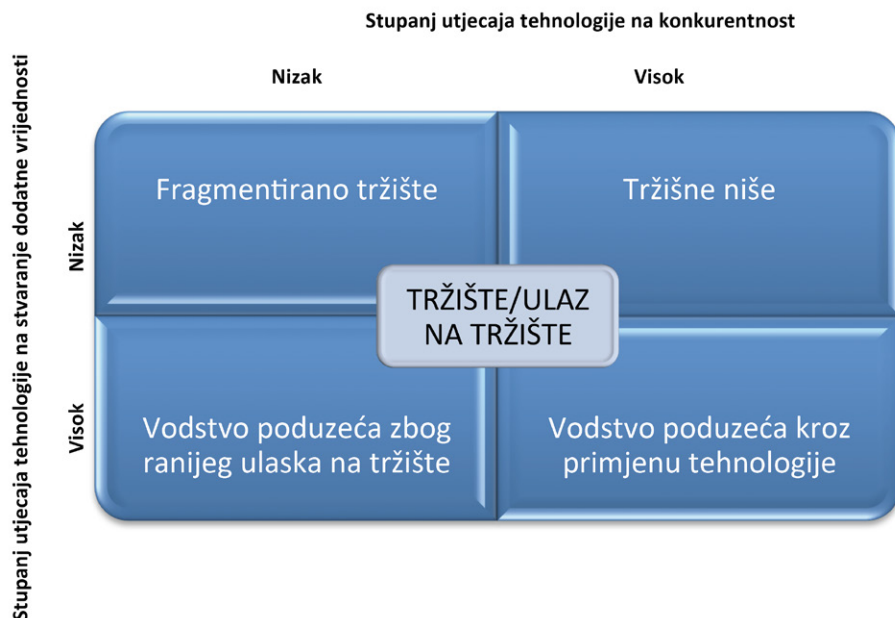 Stupanj utjecaja tehnologije na konkurentnost
Nizak
Visok
Stupanj utjecaja tehnologije na stvaranje dodatne vrijednosti
Nizak
Fragmentirano tržište
Tržišne niše
TRŽIŠTE/ULAZ
NA TRŽIŠTE
Visok
Vodstvo poduzeća zbog
ranijeg ulaska na tržište
Vodstvo poduzeća kroz
primjenu tehnologije